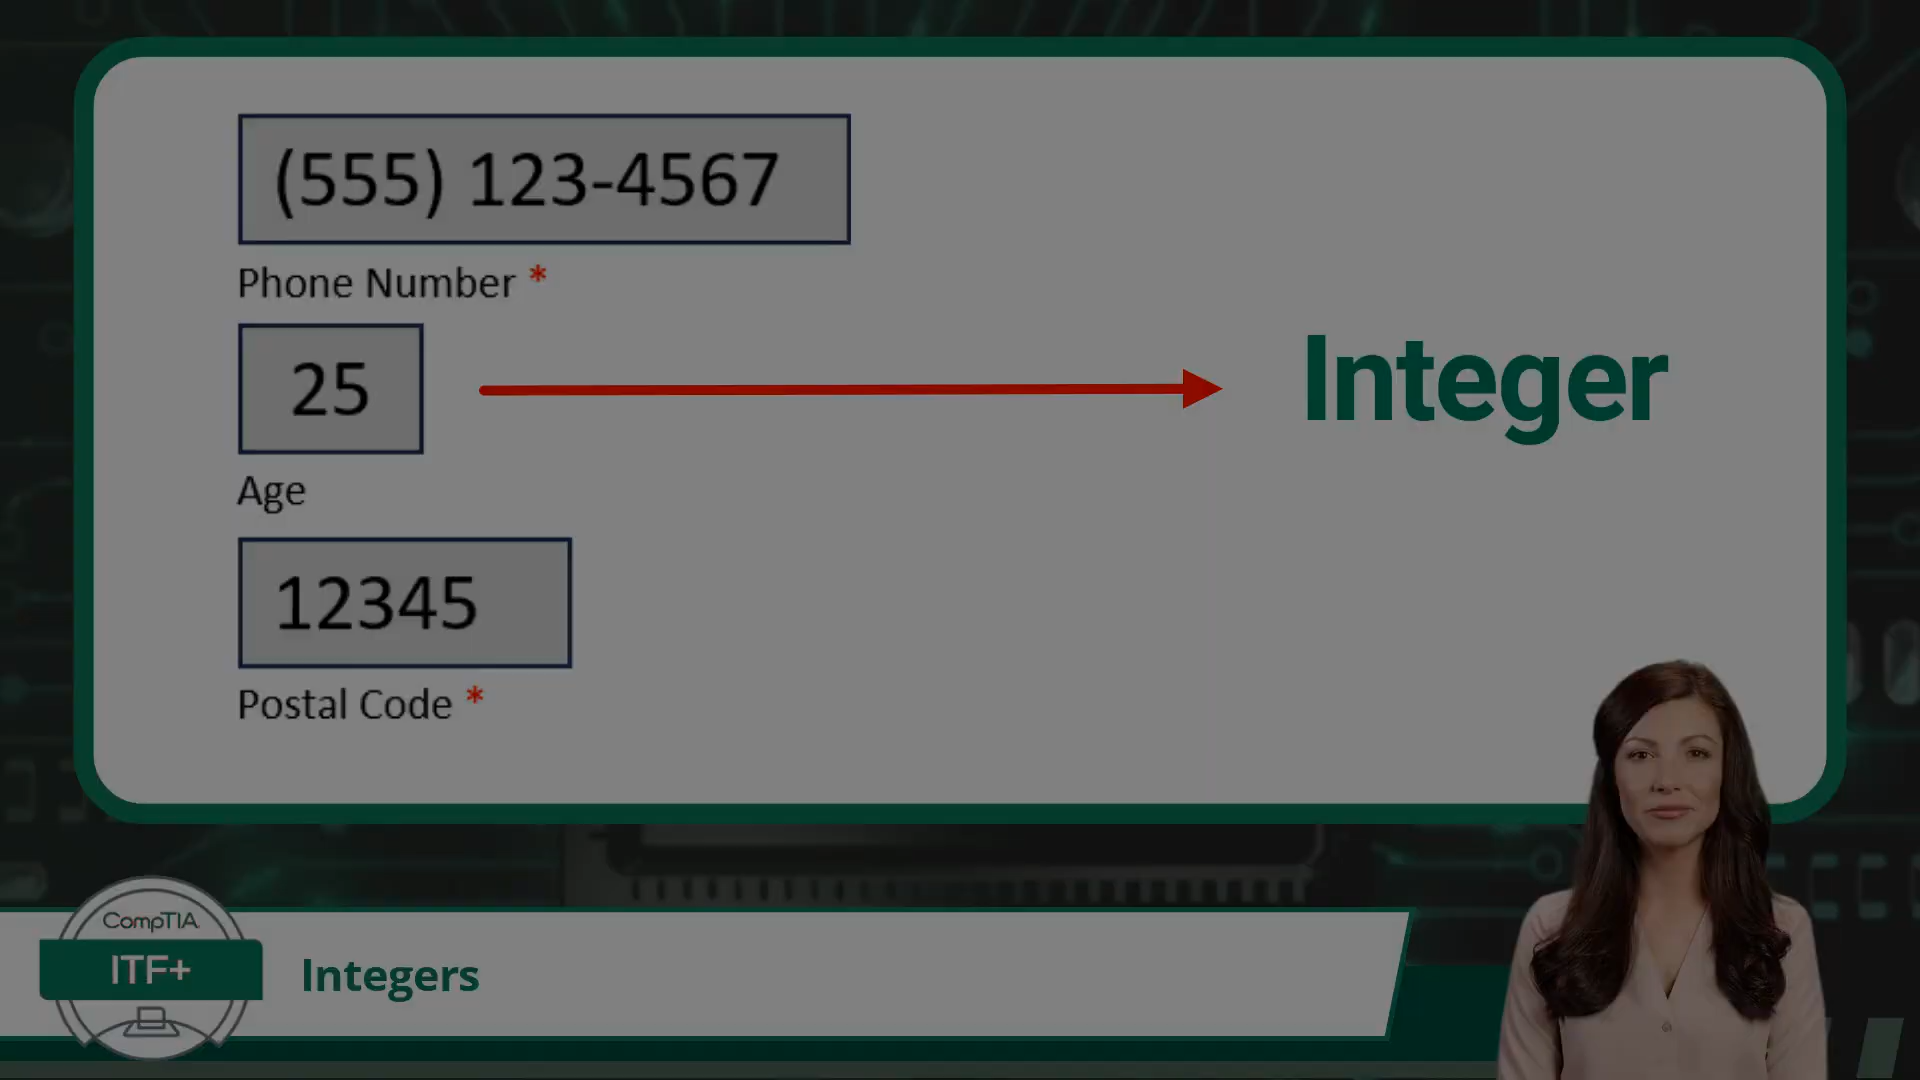 (555) 123-4567
Phone Number *
25
Integer
Age
12345
Postal Code *
CompTIA
ITF+
Integers